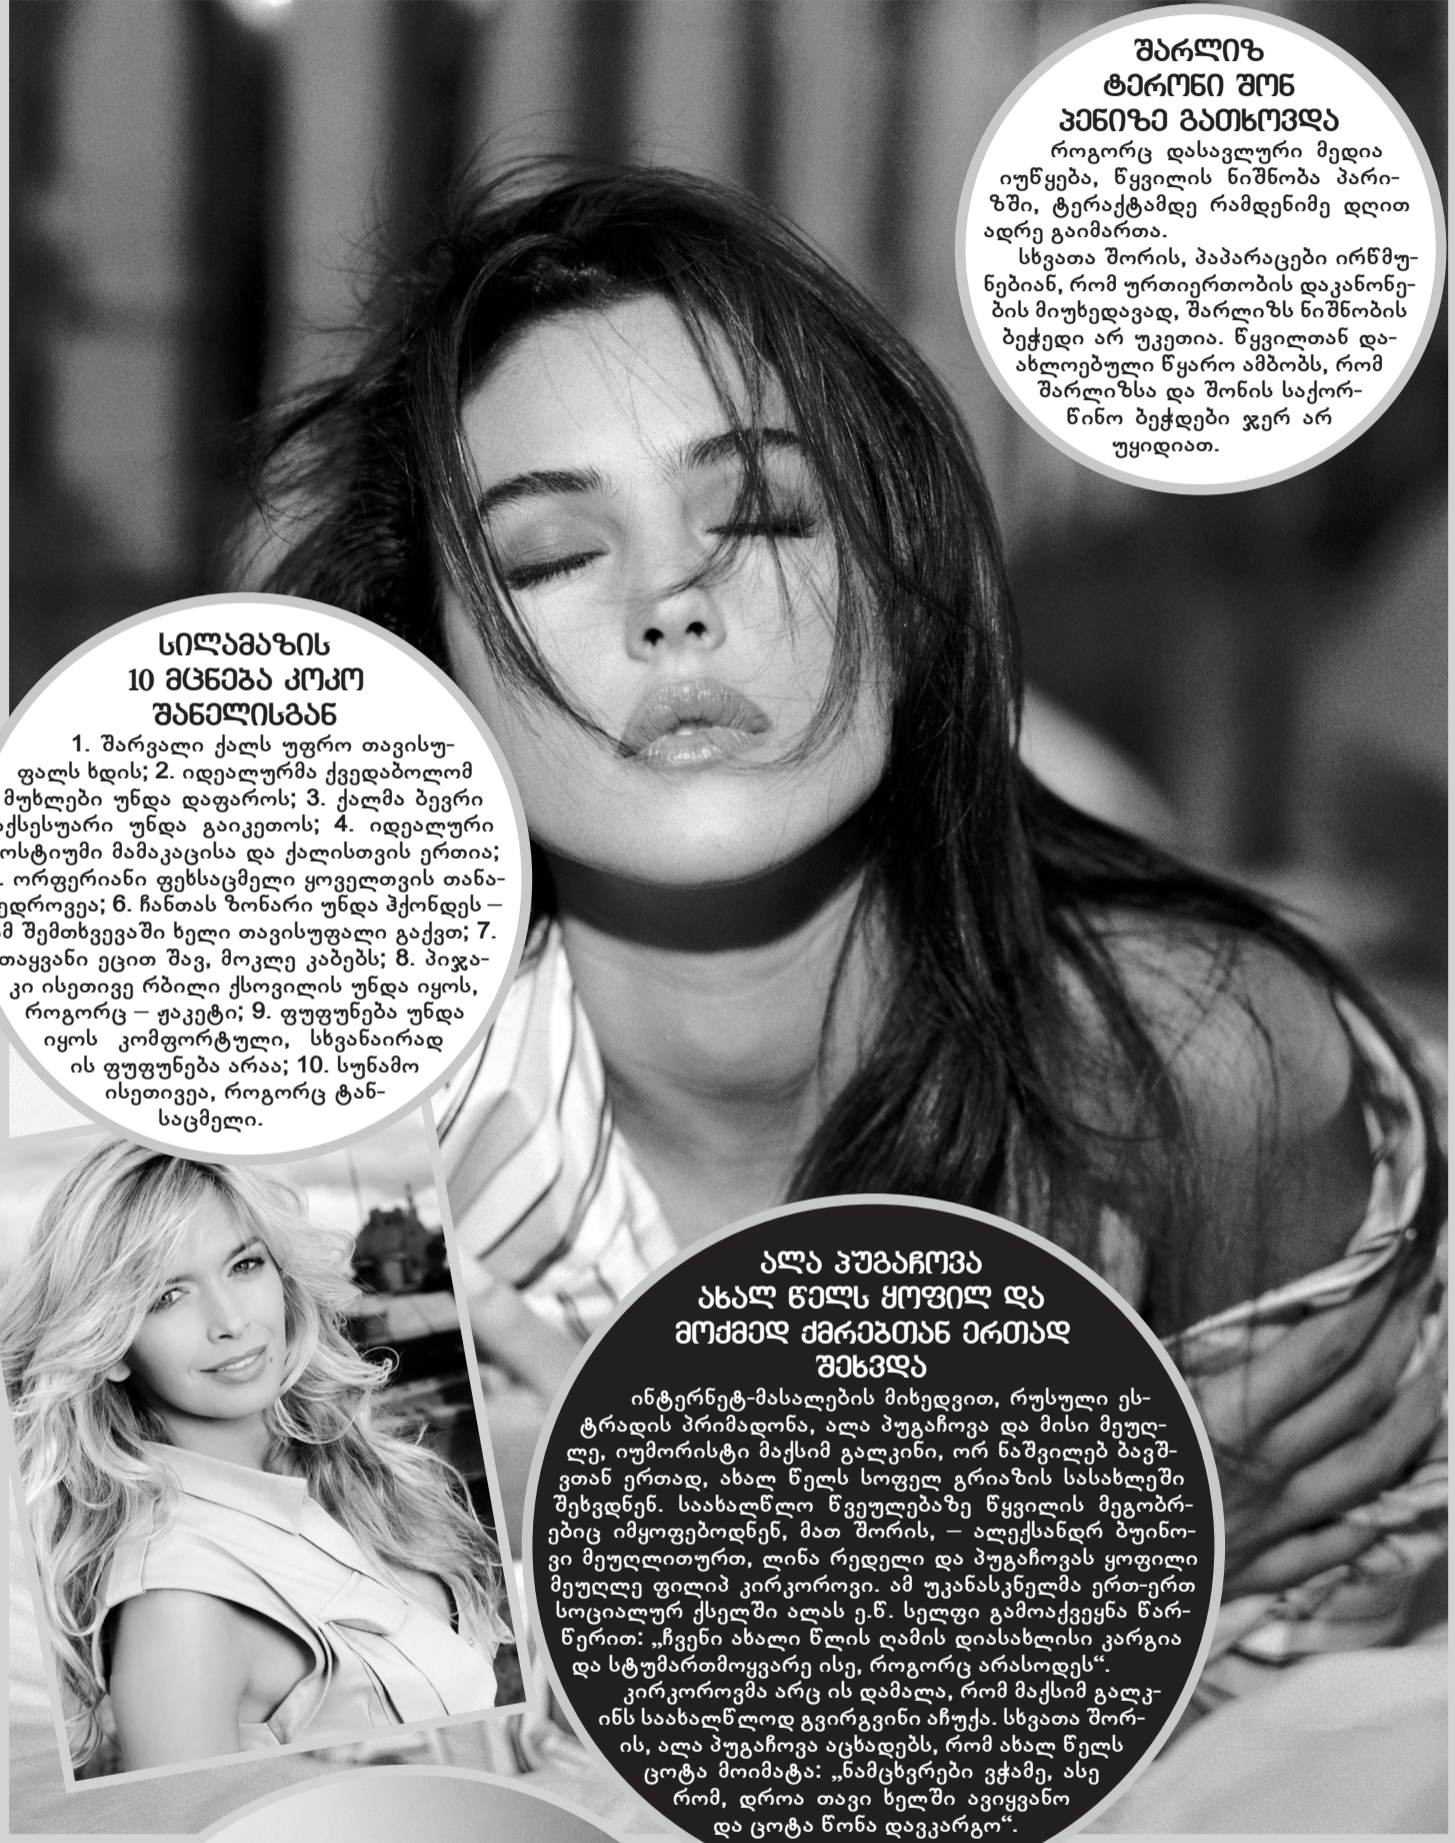 შარლიზ
ტერონი შონ
პენიზე გათხოვდა
როგორც დასავლური მედია
იუწყება, წყვილის ნიშნობა პარი-
ზში, ტერაქტამდე რამდენიმე დღით
ადრე გაიმართა.
სხვათა შორის, პაპარაცები ირწმუ-
ნებიან, რომ ურთიერთობის დაკანონე-
ბის მიუხედავად, შარლიზს ნიშნობის
ბეჭედი არ უკეთია. წყვილთან და-
ახლოებული წყარო ამბობს, რომ
შარლიზსა და შონის საქორ-
წინო ბეჭდები ჯერ არ
უყიდიათ.
სილამაზის
10 მცნება კოკო
შანელისგან
1. შარვალი ქალს უფრო თავისუ-
ფალს ხდის; 2. იდეალურმა ქვედაბოლომ
მუხლები უნდა დაფაროს; 3. ქალმა ბევრი
აქსესუარი უნდა გაიკეთოს; 4. იდეალური
ოსტიუმი მამაკაცისა და ქალისთვის ერთია;
. ორფერიანი ფეხსაცმელი ყოველთვის თანა-
ედროვეა; 6. ჩანთას ზონარი უნდა ჰქონდეს —
მ შემთხვევაში ხელი თავისუფალი გაქვთ; 7.
თაყვანი ეცით შავ, მოკლე კაბებს; 8. პიჯა-
კი ისეთივე რბილი ქსოვილის უნდა იყოს,
როგორც — ჟაკეტი; 9. ფუფუნება უნდა
იყოს კომფორტული, სხვანაირად
ის ფუფუნება არაა; 10. სუნამო
ისეთივეა, როგორც ტან-
საცმელი.
ალა პუგაჩოვა
ახალ წელს ყოფილ და
მოქმედ ქმრებთან ერთად
შეხვდა
ინტერნეტ-მასალების მიხედვით, რუსული ეს-
ტრადის პრიმადონა, ალა პუგაჩოვა და მისი მეუღ-
ლე, იუმორისტი მაქსიმ გალკინი, ორ ნაშვილებ ბავშ-
ვთან ერთად, ახალ წელს სოფელ გრიაზის სასახლეში
შეხვდნენ. საახალწლო წვეულებაზე წყვილის მეგობრ-
ებიც იმყოფებოდნენ, მათ შორის, — ალექსანდრ ბუინო-
ვი მეუღლითურთ, ლინა რედელი და პუგაჩოვას ყოფილი
მეუღლე ფილიპ კირკოროვი. ამ უკანასკნელმა ერთ-ერთ
სოციალურ ქსელში ალას ე.წ. სელფი გამოაქვეყნა წარ-
წერით: „ჩვენი ახალი წლის ღამის დიასახლისი კარგია
და სტუმართმოყვარე ისე, როგორც არასოდეს“.
კირკოროვმა არც ის დამალა, რომ მაქსიმ გალკ-
ინს საახალწლოდ გვირგვინი აჩუქა. სხვათა შორ-
ის, ალა პუგაჩოვა აცხადებს, რომ ახალ წელს
ცოტა მოიმატა: „ნამცხვრები ვჭამე, ასე
რომ, დროა თავი ხელში ავიყვანო
და ცოტა წონა დავკარგო“.